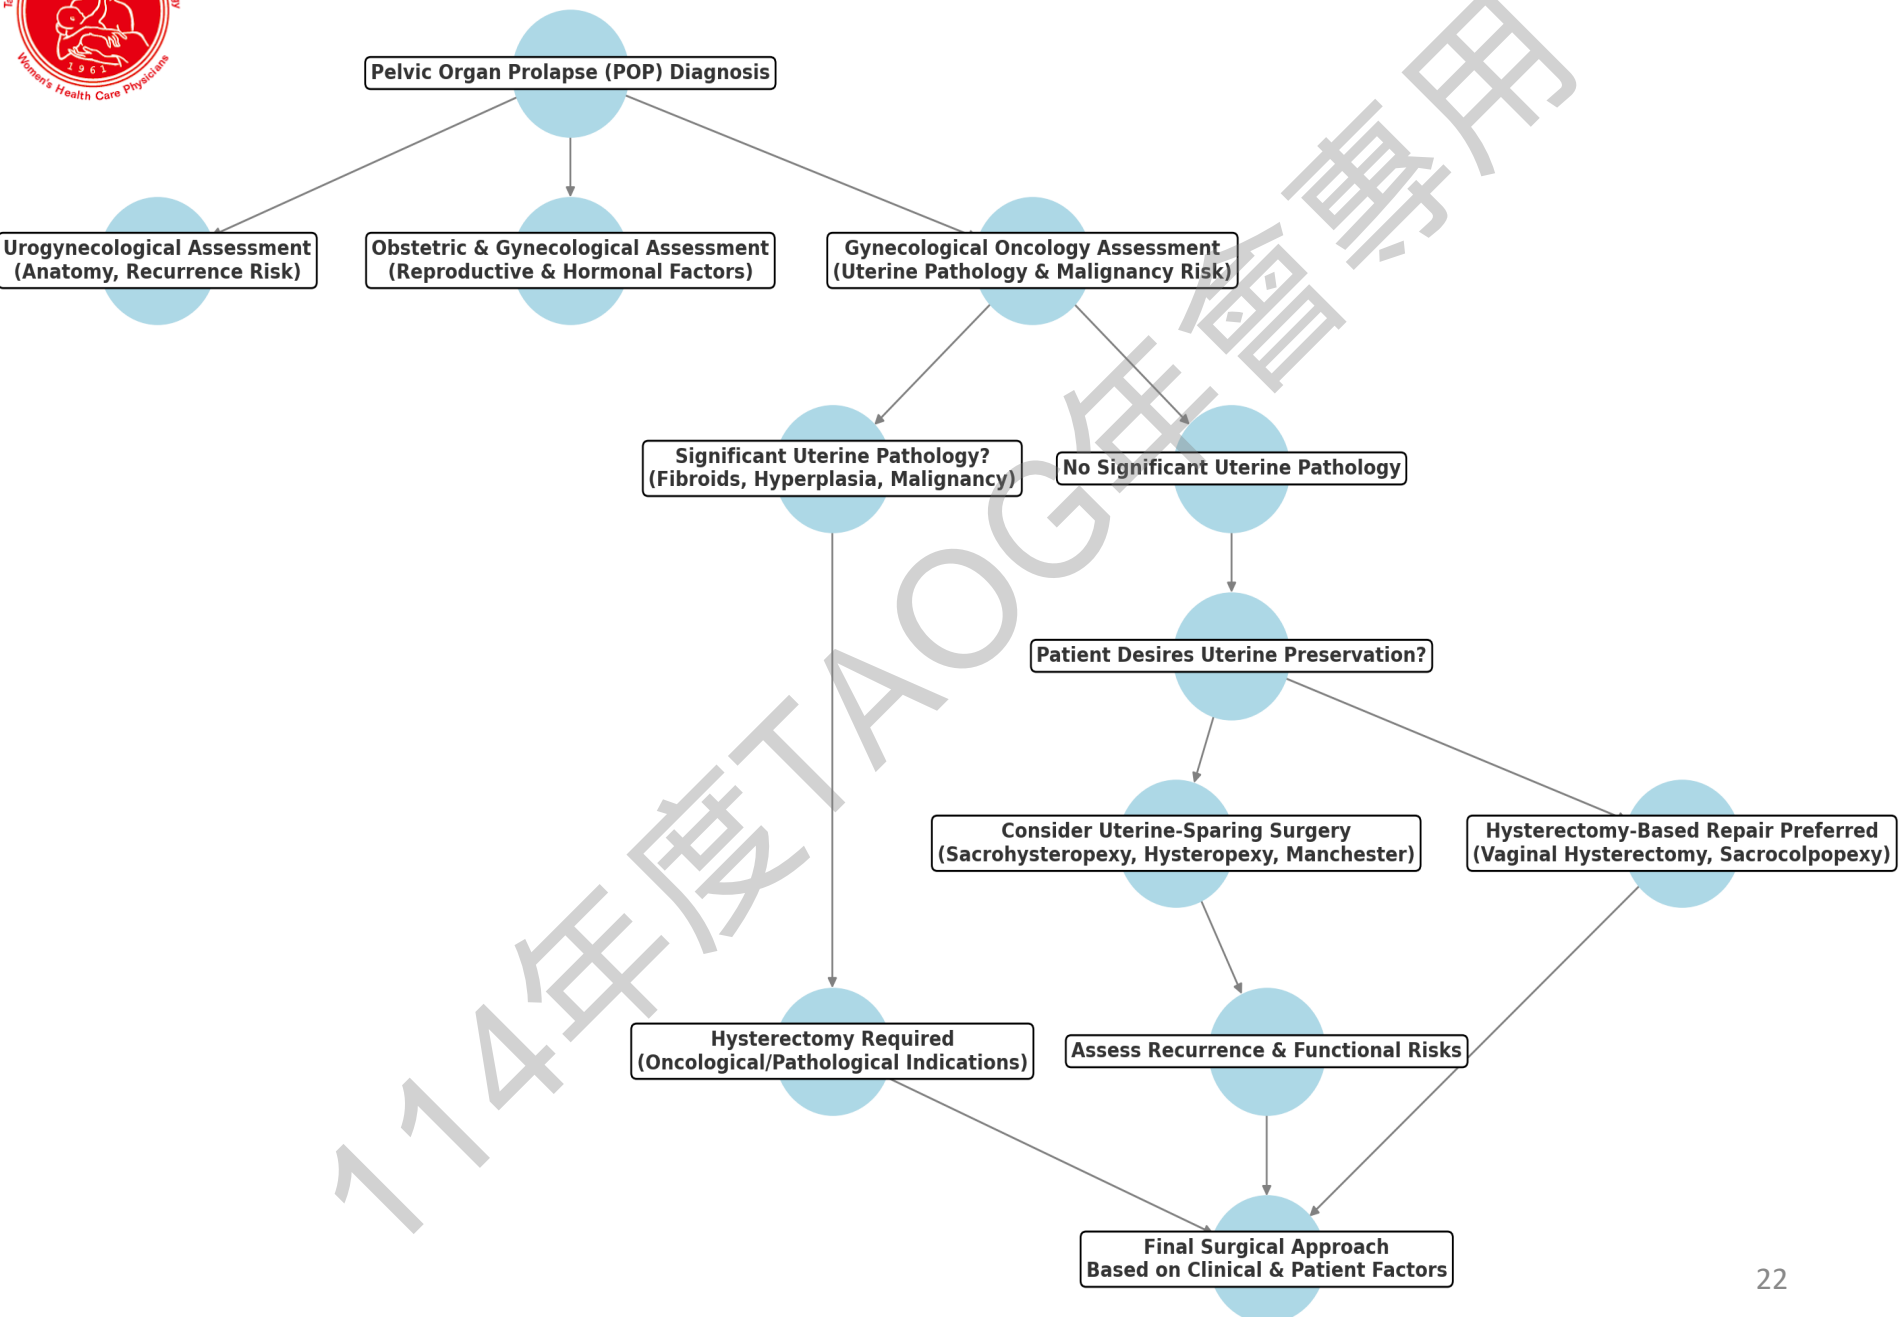 Women's Health Care Physicians
1961
Pelvic Organ Prolapse (POP) Diagnosis
Urogynecological Assessment
(Anatomy, Recurrence Risk)
Obstetric & Gynecological Assessment
(Reproductive & Hormonal Factors)
Gynecological Oncology Assessment
(Uterine Pathology & Malignancy Risk)
Significant Uterine Pathology?
(Fibroids, Hyperplasia, Malignancy)
No Significant Uterine Pathology
Patient Desires Uterine Preservation?
Consider Uterine-Sparing Surgery
(Sacrohysteropexy, Hysteropexy, Manchester)
Hysterectomy-Based Repair Preferred
(Vaginal Hysterectomy, Sacrocolpopexy)
Hysterectomy Required
(Oncological/Pathological Indications)
Assess Recurrence & Functional Risks
Final Surgical Approach
Based on Clinical & Patient Factors
114年度TAOG年會專用
22